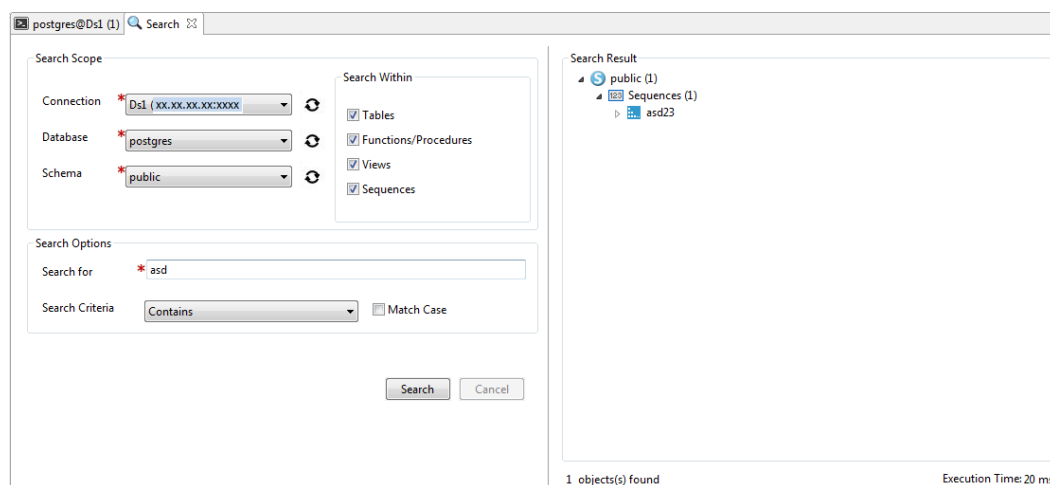 postgres@Ds1 (1) Search
Search Scope
Connection * Ds1 (xx.xx.xx.xx:xxxx
Database * postgres
Schema * public
Search Within
Tables
Functions/Procedures
Views
Sequences
Search Options
Search for * asd
Search Criteria Contains Match Case
Search Cancel
Search Result
S public (1)
123 Sequences (1)
asd23
1 objects(s) found Execution Time: 20 ms